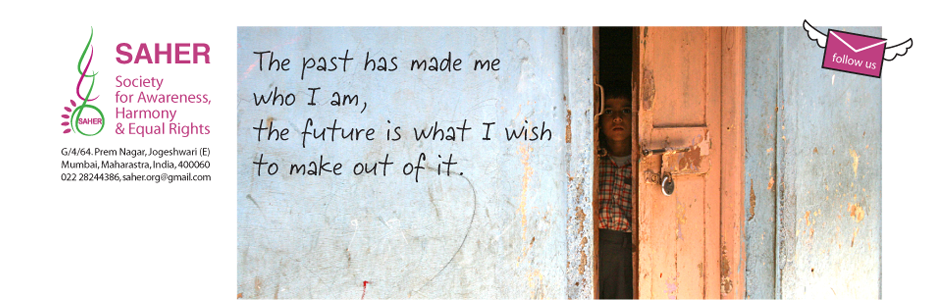 SAHER
Society
for Awareness,
Harmony
& Equal Rights
SAHER
G/4/64. Prem Nagar, Jogeshwari (E)
Mumbai, Maharastra, India, 400060
022 28244386, saher.org@gmail.com
The past has made me
who I am,
the future is what I wish
to make out of it.
follow us